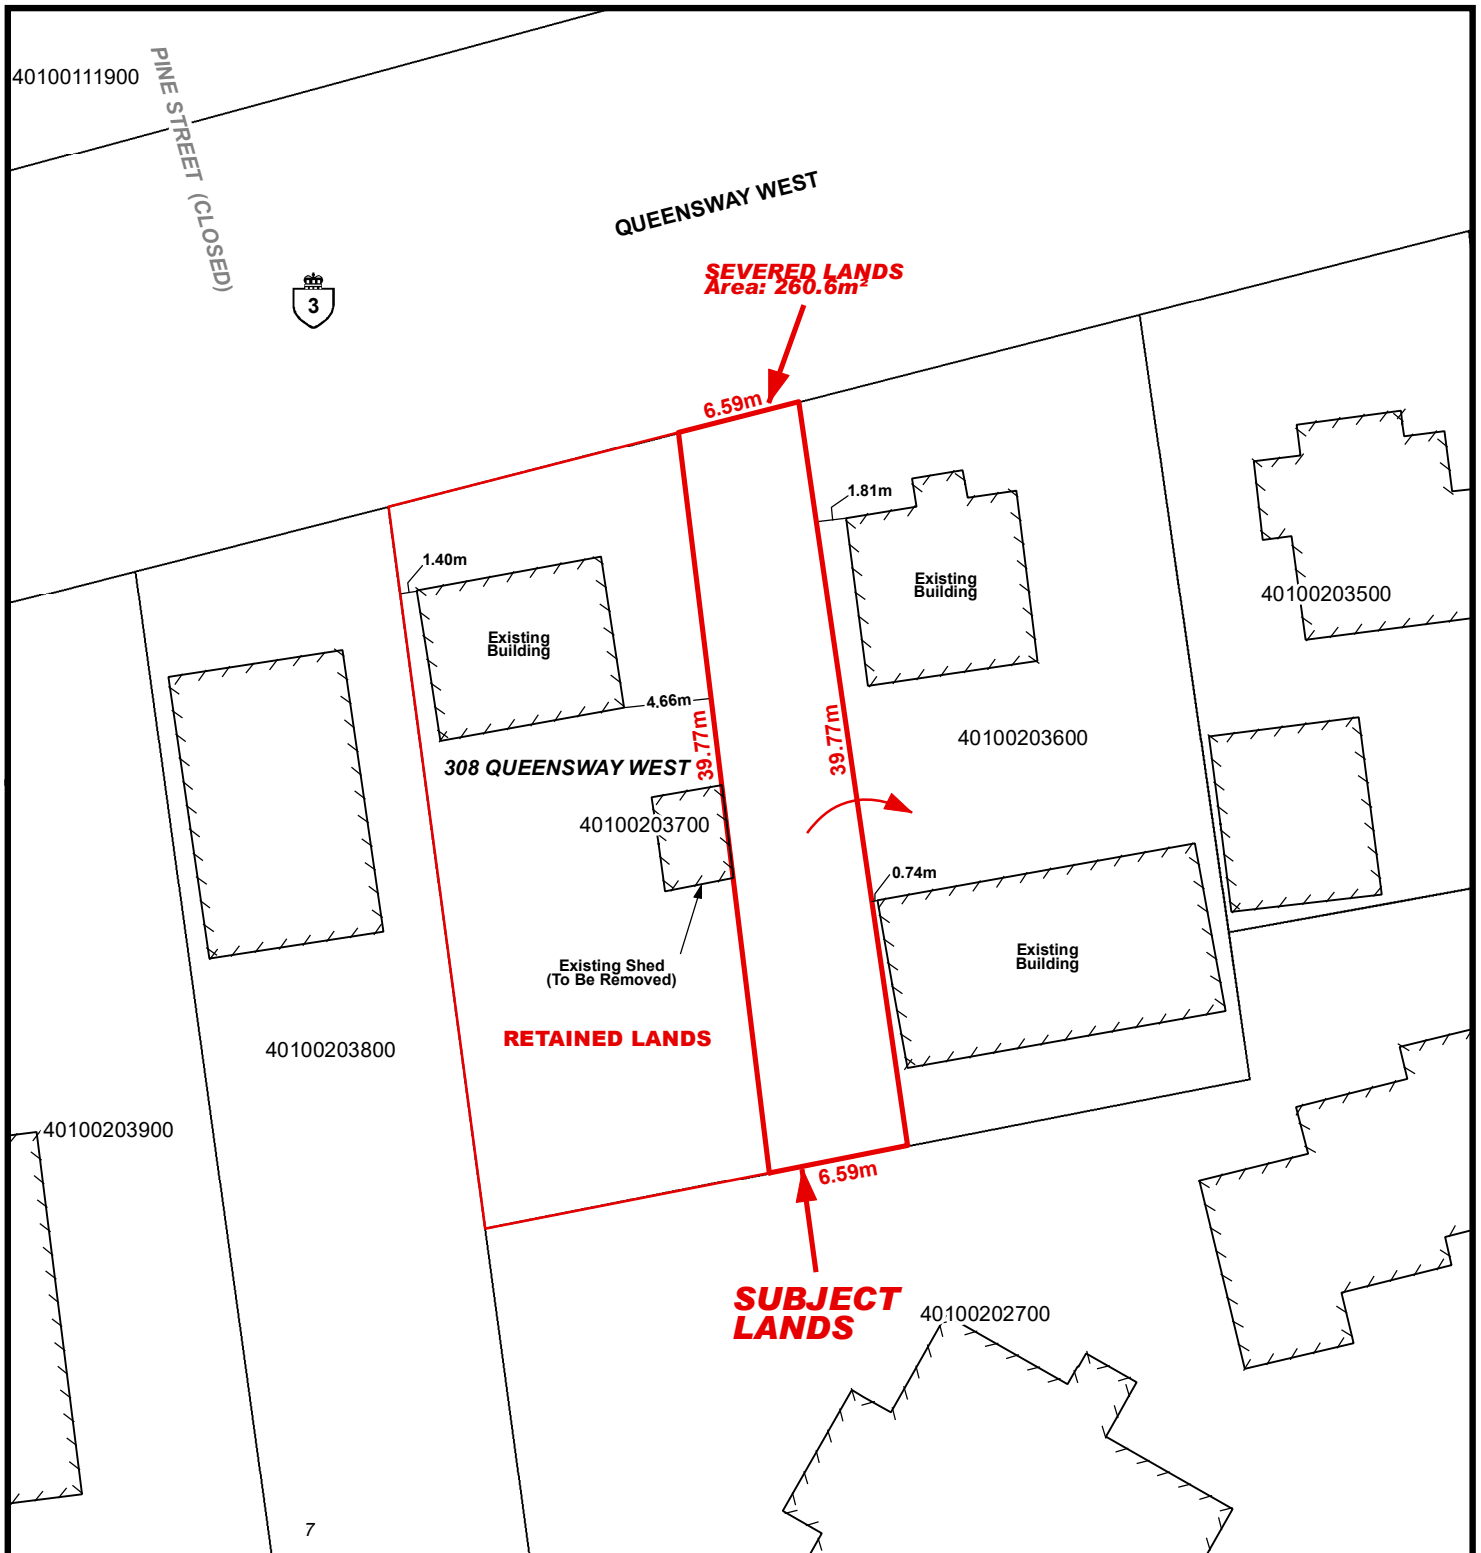 40100111900
PINE STREET (CLOSED)
QUEENSWAY WEST
3
SEVERED LANDS
Area: 260.6m²
6.59m
1.81m
1.40m
Existing
Building
Existing
Building
40100203500
4.66m
39.77m
39.77m
40100203600
308 QUEENSWAY WEST
40100203700
0.74m
Existing
Building
Existing Shed
(To Be Removed)
RETAINED LANDS
40100203800
40100203900
6.59m
SUBJECT
LANDS
40100202700
7